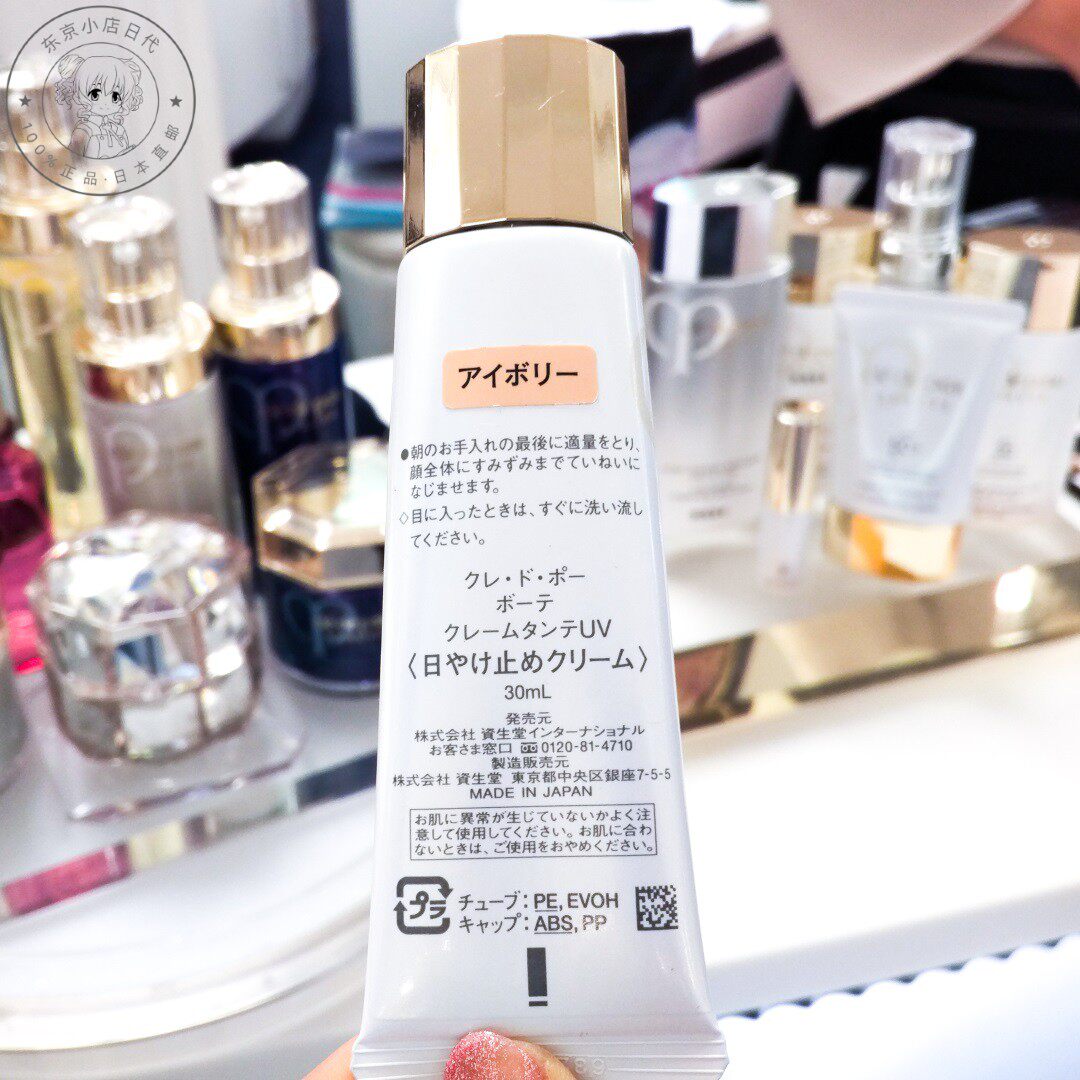 东京小店日代
100%正品·日本直邮
アイボリー
●朝のお手入れの最後に適量をとり、
顔全体にすみずみまでていねいに
なじませます。
◇目に入ったときは、すぐに洗い流し
てください。
クレ・ド・ポー
ボーテ
クレームタンテUV
〈日やけ止めクリーム〉
30mL
発売元
株式会社 資生堂インターナショナル
お客さま窓口 0120-81-4710
製造販売元
株式会社 資生堂 東京都中央区銀座7-5-5
MADE IN JAPAN
お肌に異常が生じていないかよく注
意して使用してください。お肌に合わ
ないときは、ご使用をおやめください。
プラ
チューブ：PE, EVOH
キャップ：ABS, PP